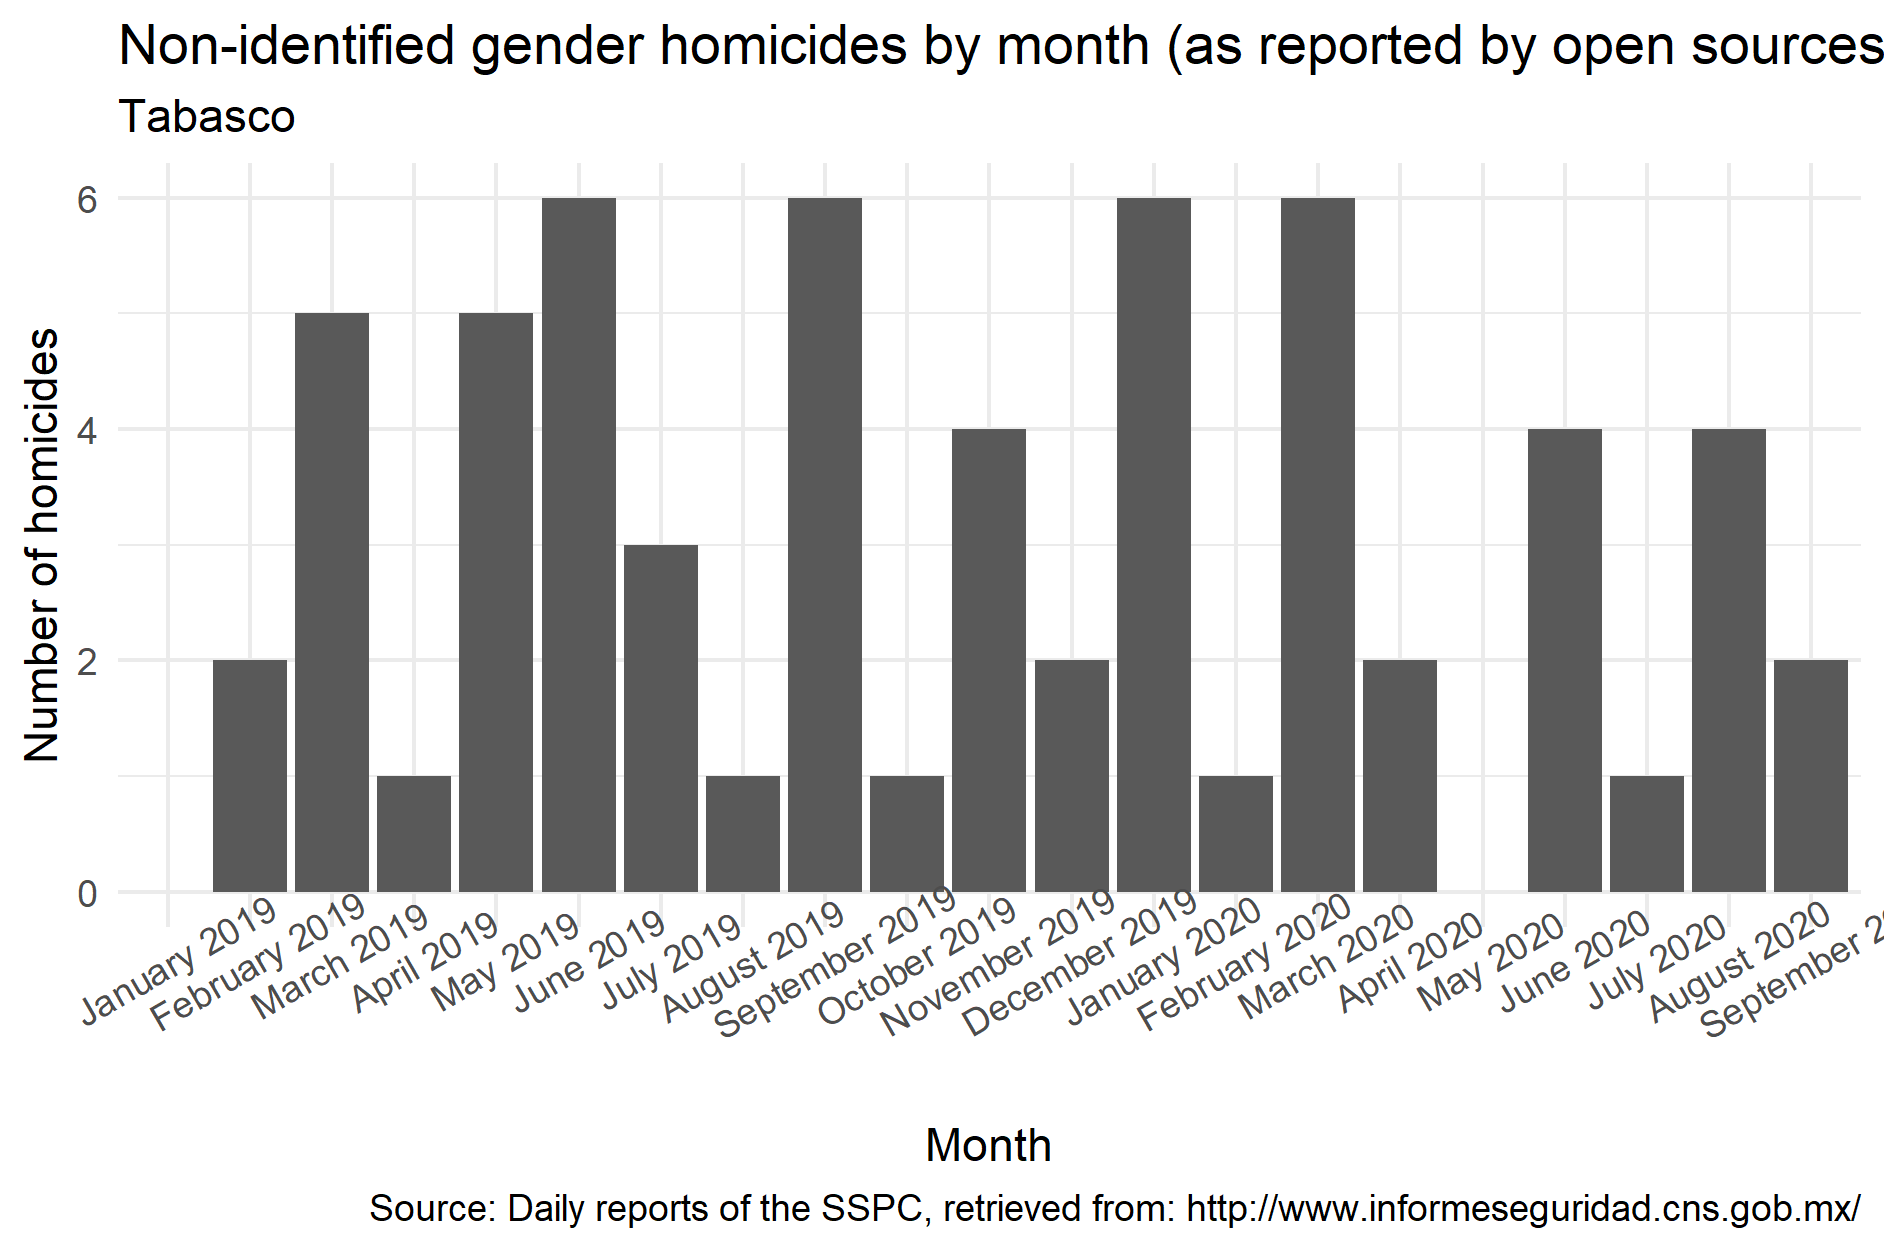 Non-identified gender homicides by month (as reported by open sources
Tabasco
Number of homicides
6
4
2
0
January 2019
February 2019
March 2019
April 2019
May 2019
June 2019
July 2019
August 2019
September 2019
October 2019
November 2019
December 2019
January 2020
February 2020
March 2020
April 2020
May 2020
June 2020
July 2020
August 2020
September 2
Month
Source: Daily reports of the SSPC, retrieved from: http://www.informeseguridad.cns.gob.mx/